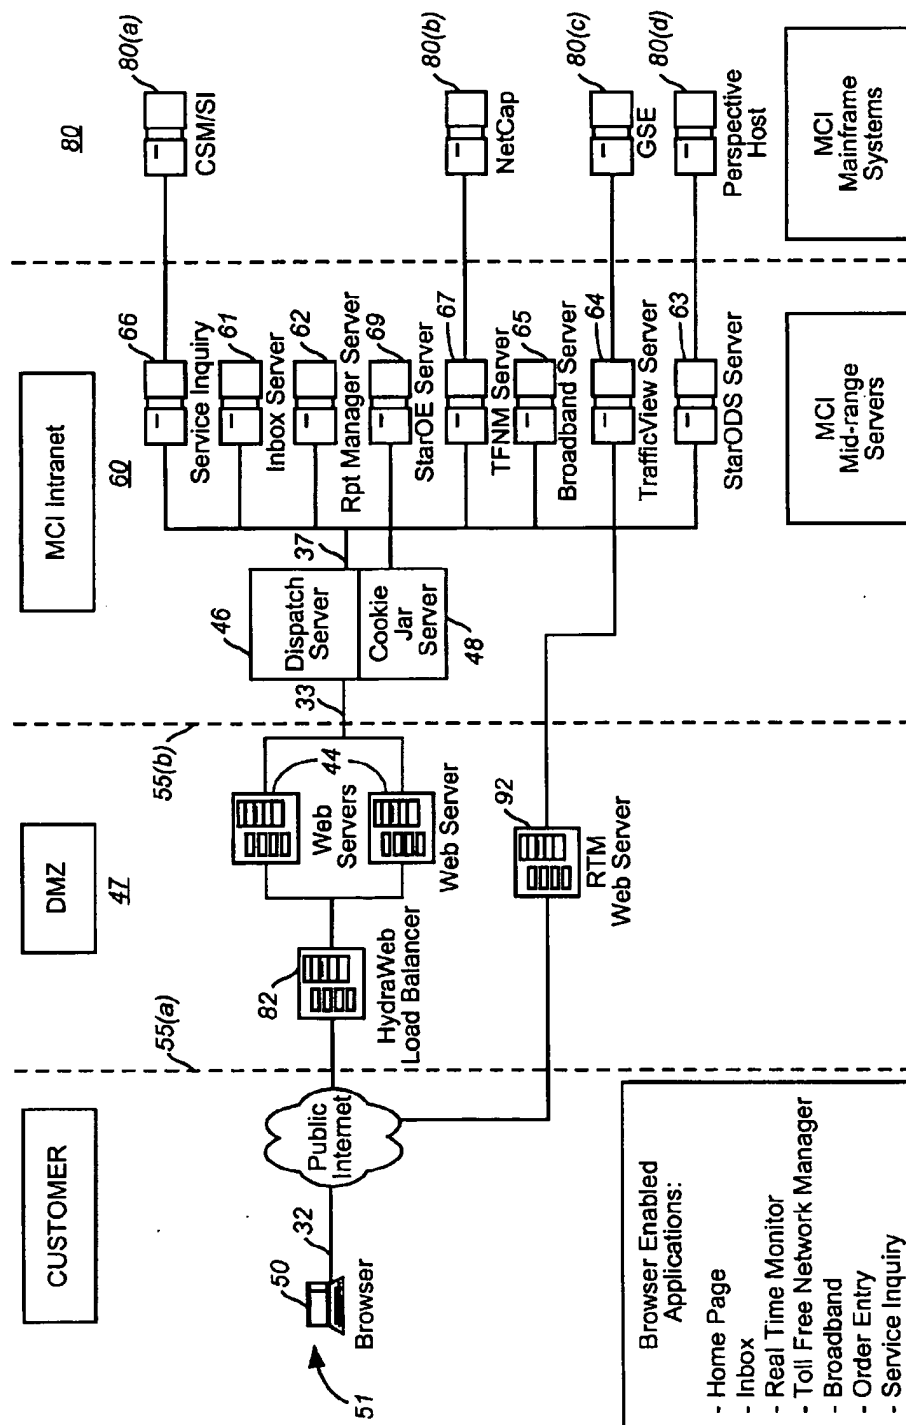 CUSTOMER
DMZ
MCI Intranet
47
60
80
55(a)
55(b)
51
50
Browser
32
Public
Internet
82
HydraWeb
Load Balancer
44
Web
Servers
Web Server
92
RTM
Web Server
33
46
Dispatch
Server
Cookie
Jar
Server
48
37
66
Service Inquiry
61
Inbox Server
62
Rpt Manager Server
69
StarOE Server
67
TFNM Server
65
Broadband Server
64
TrafficView Server
63
StarODS Server
80(a)
CSM/SI
80(b)
NetCap
80(c)
GSE
80(d)
Perspective
Host
Browser Enabled
Applications:
- Home Page
- Inbox
- Real Time Monitor
- Toll Free Network Manager
- Broadband
- Order Entry
- Service Inquiry
MCI
Mid-range
Servers
MCI
Mainframe
Systems